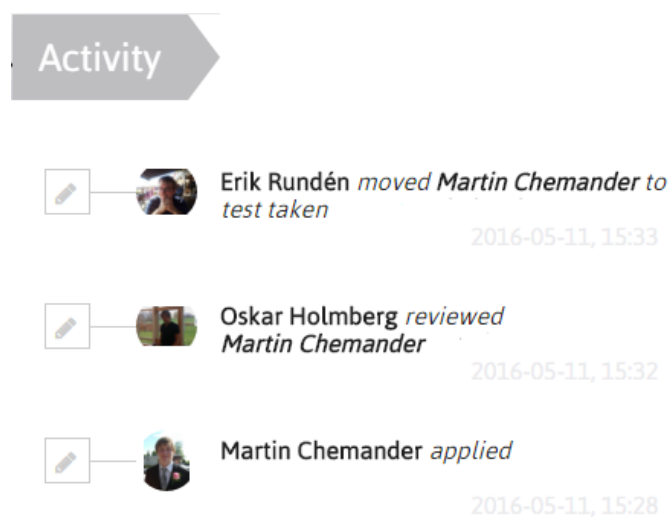 Activity
Erik Rundén moved Martin Chemander to
test taken
2016-05-11, 15:33
Oskar Holmberg reviewed
Martin Chemander
2016-05-11, 15:32
Martin Chemander applied
2016-05-11, 15:28